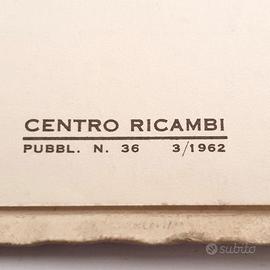 CENTRO RICAMBI
PUBBL. N. 36 3/1962
subito